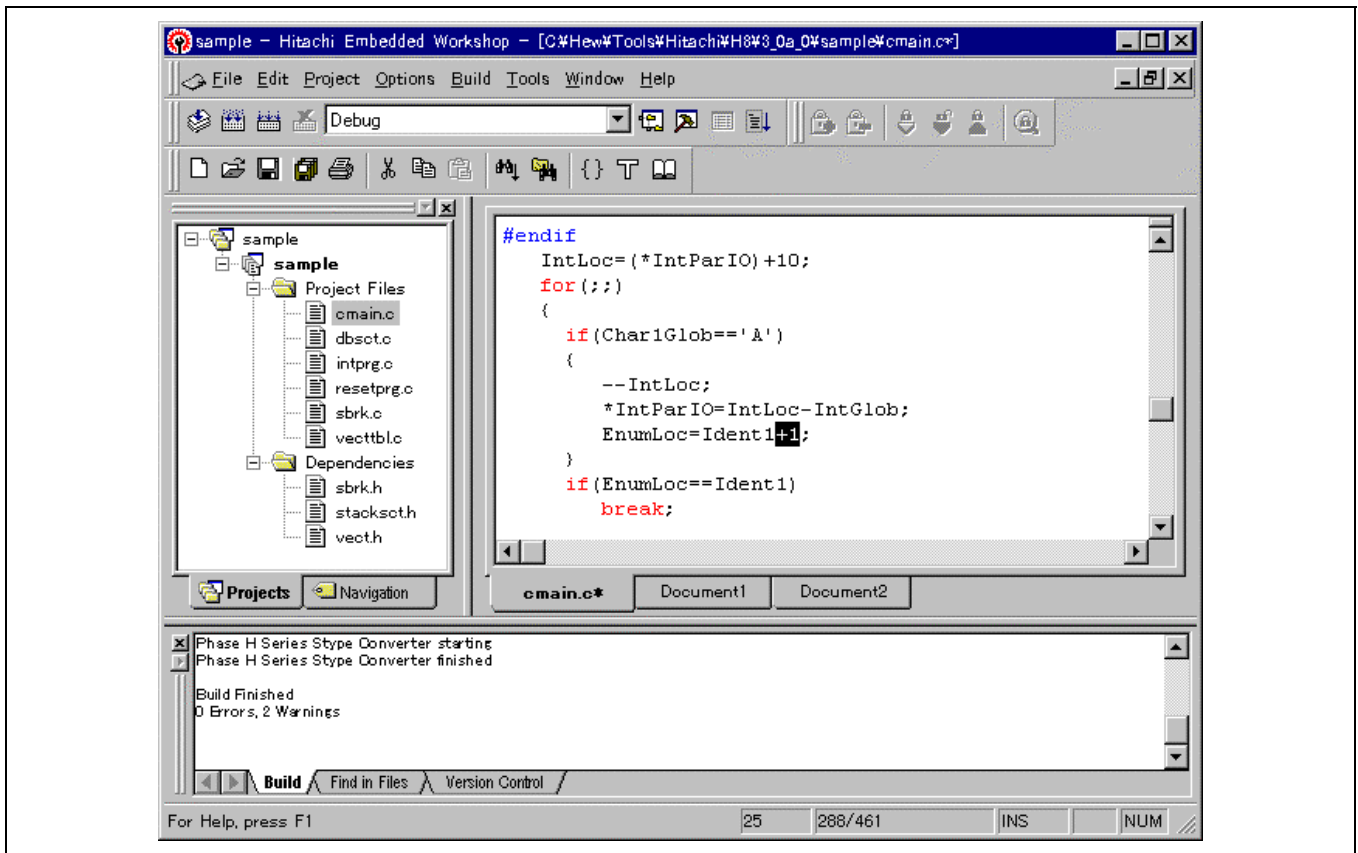 sample - Hitachi Embedded Workshop - [C¥Hew¥Tools¥Hitachi¥H8¥3_0a_0¥sample¥cmain.c*]
File Edit Project Options Build Tools Window Help
Debug
sample
sample
Project Files
cmain.c
dbsct.c
intprg.c
resetprg.c
sbrk.c
vecttbl.c
Dependencies
sbrk.h
stacksct.h
vect.h
Projects Navigation
#endif
IntLoc=(*IntParIO)+10;
for(;;)
{
if(Char1Glob=='A')
{
--IntLoc;
*IntParIO=IntLoc-IntGlob;
EnumLoc=Ident1+1;
}
if(EnumLoc==Ident1)
break;
cmain.c* Document1 Document2
Phase H Series Stype Converter starting
Phase H Series Stype Converter finished
Build Finished
0 Errors, 2 Warnings
Build Find in Files Version Control
For Help, press F1 25 288/461 INS NUM